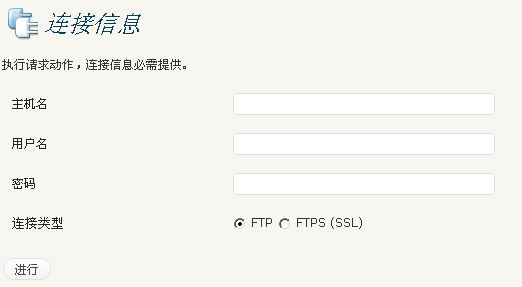 连接信息
执行请求动作，连接信息必需提供。
主机名
用户名
密码
连接类型 FTP FTPS (SSL)
进行